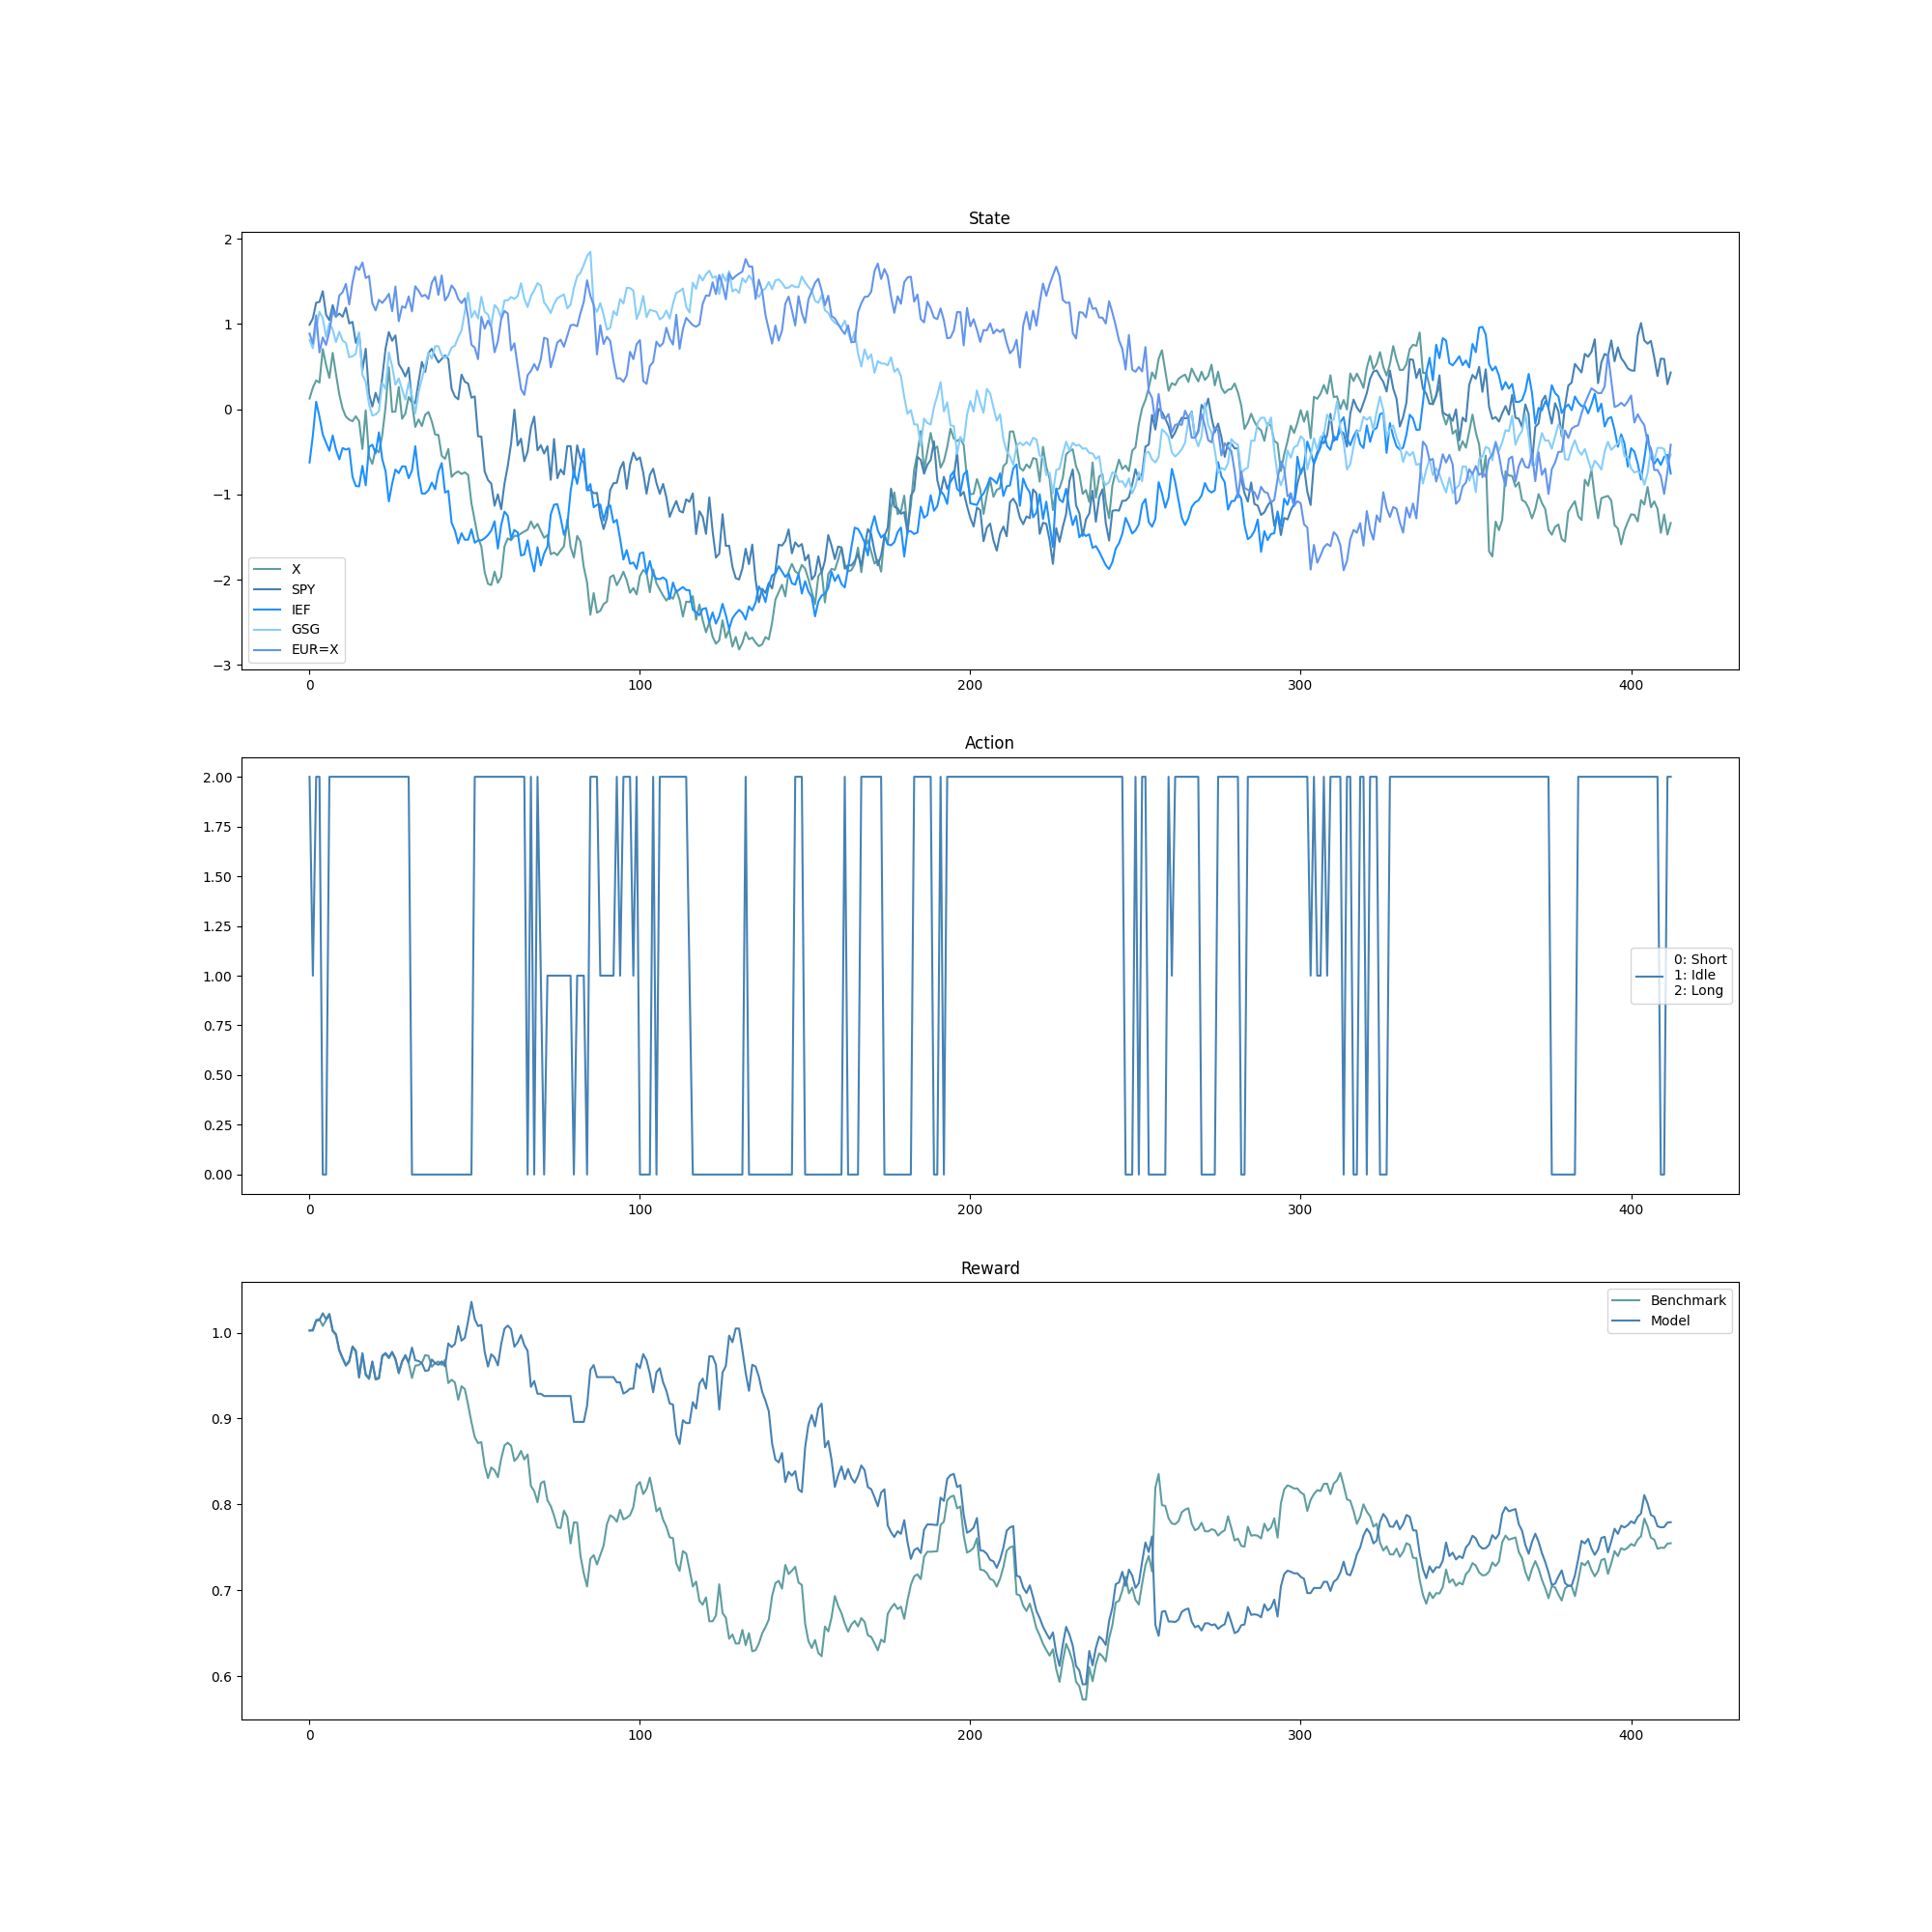 State
2
1
0
−1
−2
−3
X
SPY
IEF
GSG
EUR=X
0 100 200 300 400
Action
2.00
1.75
1.50
1.25
1.00
0.75
0.50
0.25
0.00
0: Short
1: Idle
2: Long
0 100 200 300 400
Reward
1.0
0.9
0.8
0.7
0.6
Benchmark
Model
0 100 200 300 400